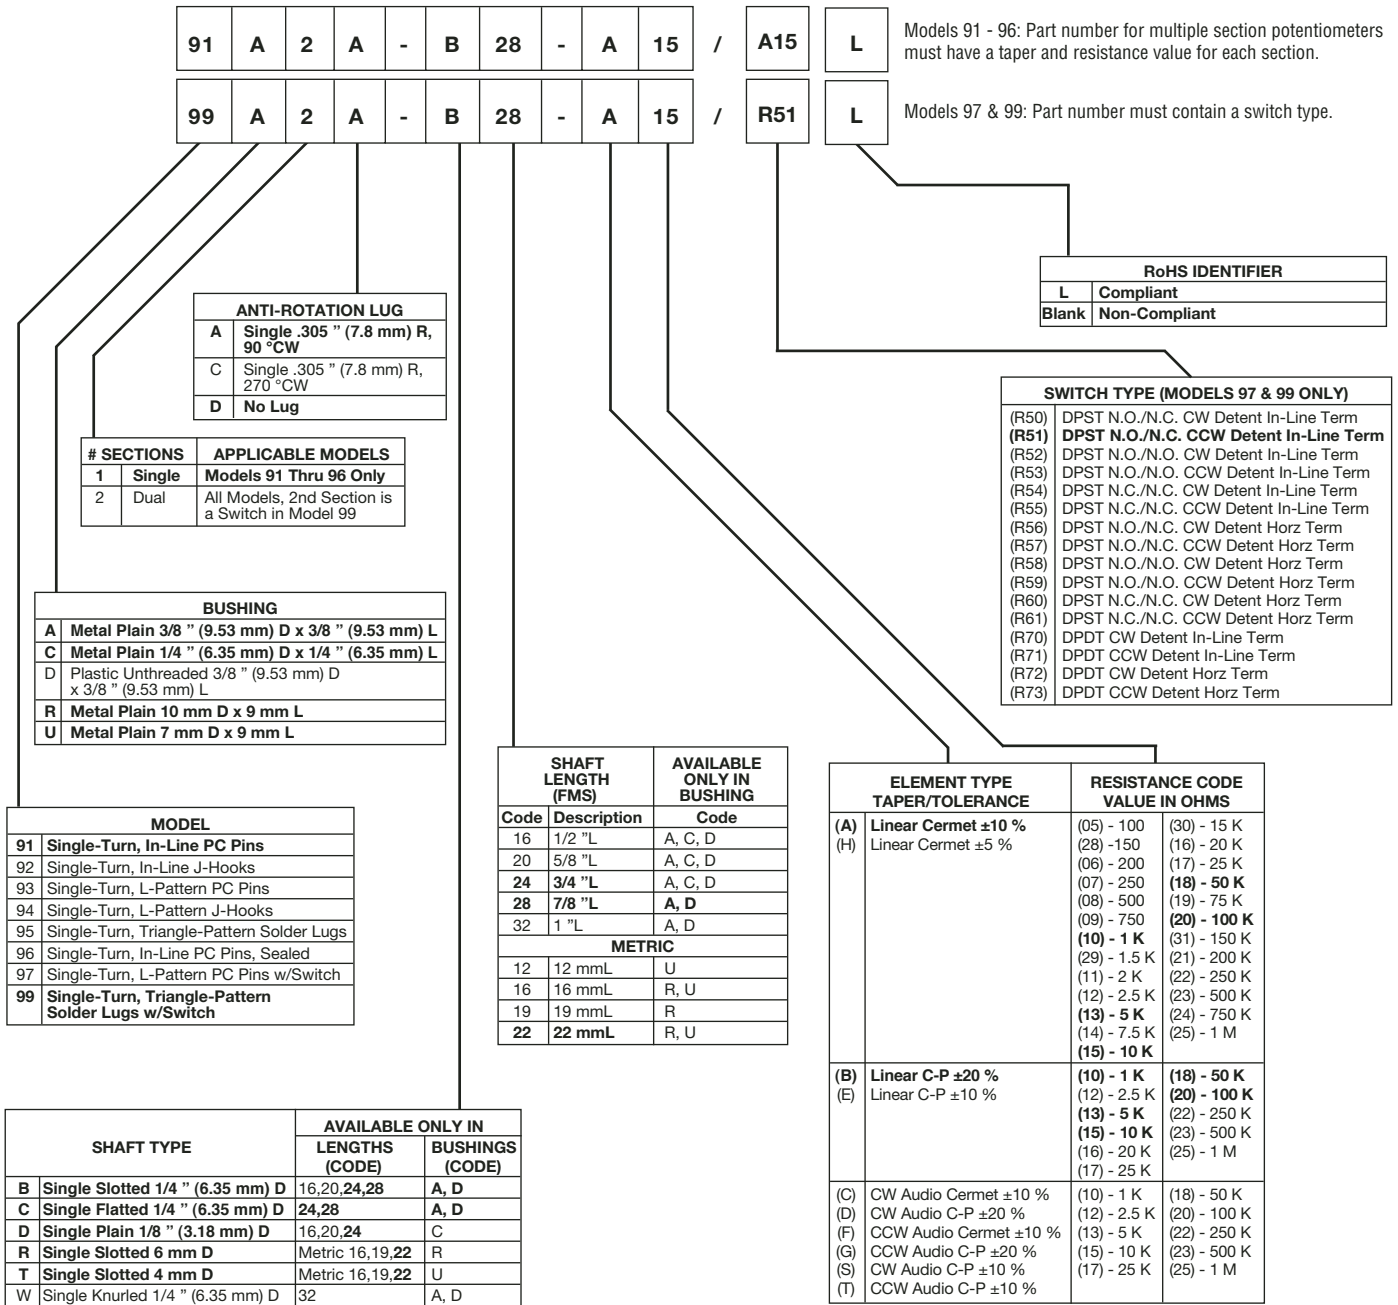 91 A 2 A - B 28 - A 15 / A15 L
Models 91 - 96: Part number for multiple section potentiometers
must have a taper and resistance value for each section.
99 A 2 A - B 28 - A 15 / R51 L
Models 97 & 99: Part number must contain a switch type.
RoHS IDENTIFIER
L Compliant
Blank Non-Compliant
ANTI-ROTATION LUG
A Single .305 ” (7.8 mm) R,
90 °CW
C Single .305 ” (7.8 mm) R,
270 °CW
D No Lug
SWITCH TYPE (MODELS 97 & 99 ONLY)
(R50) DPST N.O./N.C. CW Detent In-Line Term
(R51) DPST N.O./N.C. CCW Detent In-Line Term
(R52) DPST N.O./N.O. CW Detent In-Line Term
(R53) DPST N.O./N.O. CCW Detent In-Line Term
(R54) DPST N.C./N.C. CW Detent In-Line Term
(R55) DPST N.C./N.C. CCW Detent In-Line Term
(R56) DPST N.O./N.C. CW Detent Horz Term
(R57) DPST N.O./N.C. CCW Detent Horz Term
(R58) DPST N.O./N.O. CW Detent Horz Term
(R59) DPST N.O./N.O. CCW Detent Horz Term
(R60) DPST N.C./N.C. CW Detent Horz Term
(R61) DPST N.C./N.C. CCW Detent Horz Term
(R70) DPDT CW Detent In-Line Term
(R71) DPDT CCW Detent In-Line Term
(R72) DPDT CW Detent Horz Term
(R73) DPDT CCW Detent Horz Term
# SECTIONS APPLICABLE MODELS
1 Single Models 91 Thru 96 Only
2 Dual All Models, 2nd Section is
a Switch in Model 99
BUSHING
A Metal Plain 3/8 ” (9.53 mm) D x 3/8 ” (9.53 mm) L
C Metal Plain 1/4 ” (6.35 mm) D x 1/4 ” (6.35 mm) L
D Plastic Unthreaded 3/8 ” (9.53 mm) D
x 3/8 ” (9.53 mm) L
R Metal Plain 10 mm D x 9 mm L
U Metal Plain 7 mm D x 9 mm L
MODEL
91 Single-Turn, In-Line PC Pins
92 Single-Turn, In-Line J-Hooks
93 Single-Turn, L-Pattern PC Pins
94 Single-Turn, L-Pattern J-Hooks
95 Single-Turn, Triangle-Pattern Solder Lugs
96 Single-Turn, In-Line PC Pins, Sealed
97 Single-Turn, L-Pattern PC Pins w/Switch
99 Single-Turn, Triangle-Pattern
Solder Lugs w/Switch
SHAFT AVAILABLE
LENGTH ONLY IN
(FMS) BUSHING
Code Description Code
16 1/2 ”L A, C, D
20 5/8 ”L A, C, D
24 3/4 ”L A, C, D
28 7/8 ”L A, D
32 1 ”L A, D
METRIC
12 12 mmL U
16 16 mmL R, U
19 19 mmL R
22 22 mmL R, U
ELEMENT TYPE RESISTANCE CODE
TAPER/TOLERANCE VALUE IN OHMS
(A) Linear Cermet ±10 % (05) - 100 (30) - 15 K
(H) Linear Cermet ±5 % (28) -150 (16) - 20 K
(06) - 200 (17) - 25 K
(07) - 250 (18) - 50 K
(08) - 500 (19) - 75 K
(09) - 750 (20) - 100 K
(10) - 1 K (31) - 150 K
(29) - 1.5 K (21) - 200 K
(11) - 2 K (22) - 250 K
(12) - 2.5 K (23) - 500 K
(13) - 5 K (24) - 750 K
(14) - 7.5 K (25) - 1 M
(15) - 10 K
(B) Linear C-P ±20 % (10) - 1 K (18) - 50 K
(E) Linear C-P ±10 % (12) - 2.5 K (20) - 100 K
(13) - 5 K (22) - 250 K
(15) - 10 K (23) - 500 K
(16) - 20 K (25) - 1 M
(17) - 25 K
(C) CW Audio Cermet ±10 % (10) - 1 K (18) - 50 K
(D) CW Audio C-P ±20 % (12) - 2.5 K (20) - 100 K
(F) CCW Audio Cermet ±10 % (13) - 5 K (22) - 250 K
(G) CCW Audio C-P ±20 % (15) - 10 K (23) - 500 K
(S) CW Audio C-P ±10 % (17) - 25 K (25) - 1 M
(T) CCW Audio C-P ±10 %
AVAILABLE ONLY IN
SHAFT TYPE LENGTHS BUSHINGS
(CODE) (CODE)
B Single Slotted 1/4 ” (6.35 mm) D 16,20,24,28 A, D
C Single Flatted 1/4 ” (6.35 mm) D 24,28 A, D
D Single Plain 1/8 ” (3.18 mm) D 16,20,24 C
R Single Slotted 6 mm D Metric 16,19,22 R
T Single Slotted 4 mm D Metric 16,19,22 U
W Single Knurled 1/4 ” (6.35 mm) D 32 A, D